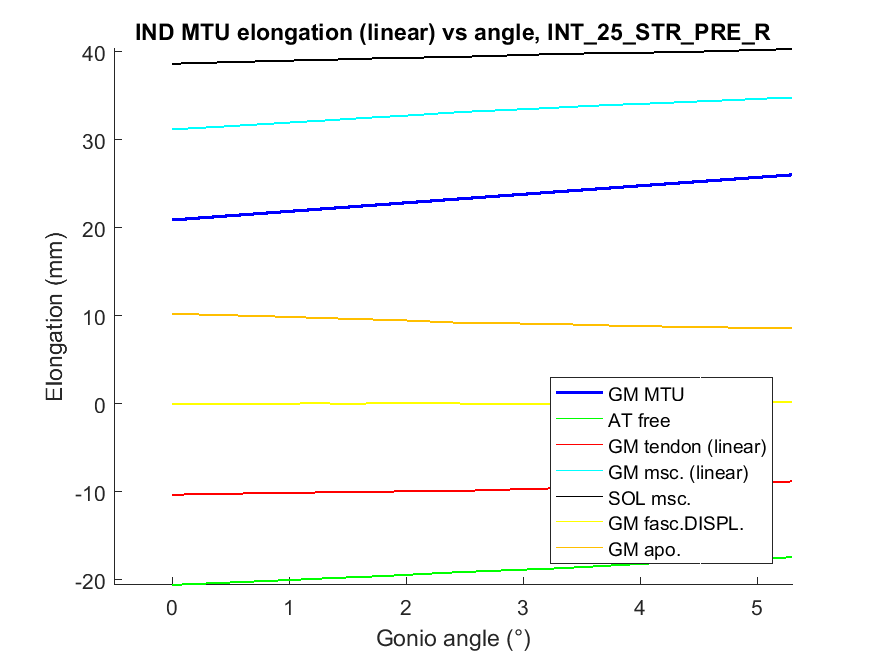 IND MTU elongation (linear) vs angle, INT_25_STR_PRE_R
40
30
20
10
0
-10
-20
Elongation (mm)
GM MTU
AT free
GM tendon (linear)
GM msc. (linear)
SOL msc.
GM fasc.DISPL.
GM apo.
0 1 2 3 4 5
Gonio angle (°)